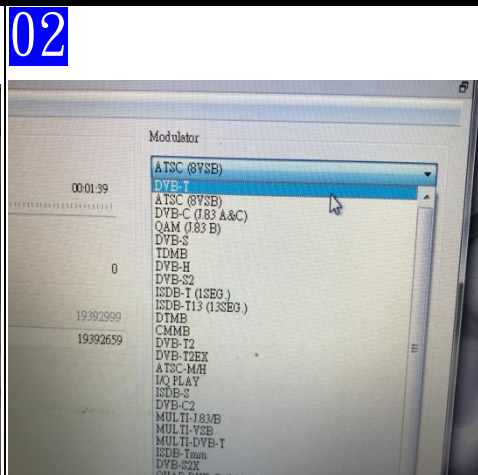 02
Modulator
ATSC (8VSB)
00:01:39
DVB-T
ATSC (8VSB)
DVB-C (J.83 A&C)
QAM (J.83 B)
DVB-S
TDMB
0
DVB-H
DVB-S2
ISDB-T (1SEG.)
ISDB-T13 (13SEG.)
19392999
DTMB
CMMB
19392659
DVB-T2
DVB-T2EX
ATSC-M/H
I/Q PLAY
ISDB-S
DVB-C2
MULTI-J.83/B
MULTI-VSB
MULTI-DVB-T
ISDB-Tmm
DVB-S2X